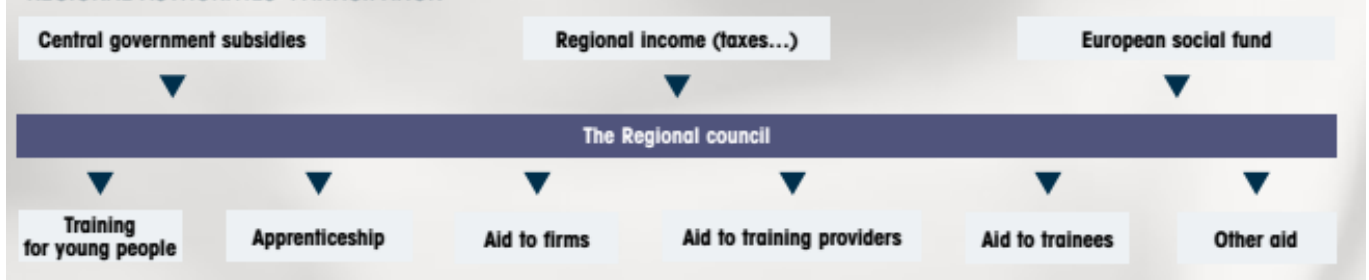 Central government subsidies
Regional income (taxes...)
European social fund
The Regional council
Training
for young people
Apprenticeship
Aid to firms
Aid to training providers
Aid to trainees
Other aid